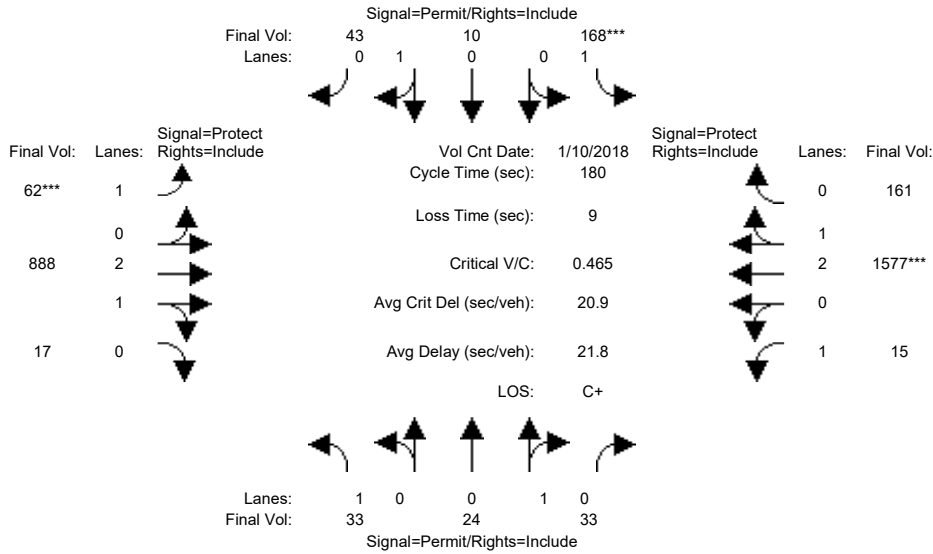 Signal=Permit/Rights=Include
Final Vol: 43 10 168***
Lanes: 0 1 0 0 1
Signal=Protect
Final Vol: Lanes: Rights=Include
Vol Cnt Date: 1/10/2018
Signal=Protect
Rights=Include Lanes: Final Vol:
Cycle Time (sec): 180
62*** 1
0 161
Loss Time (sec): 9
0
1
888 2
Critical V/C: 0.465
2 1577***
1
Avg Crit Del (sec/veh): 20.9
0
17 0
Avg Delay (sec/veh): 21.8
1 15
LOS: C+
Lanes: 1 0 0 1 0
Final Vol: 33 24 33
Signal=Permit/Rights=Include